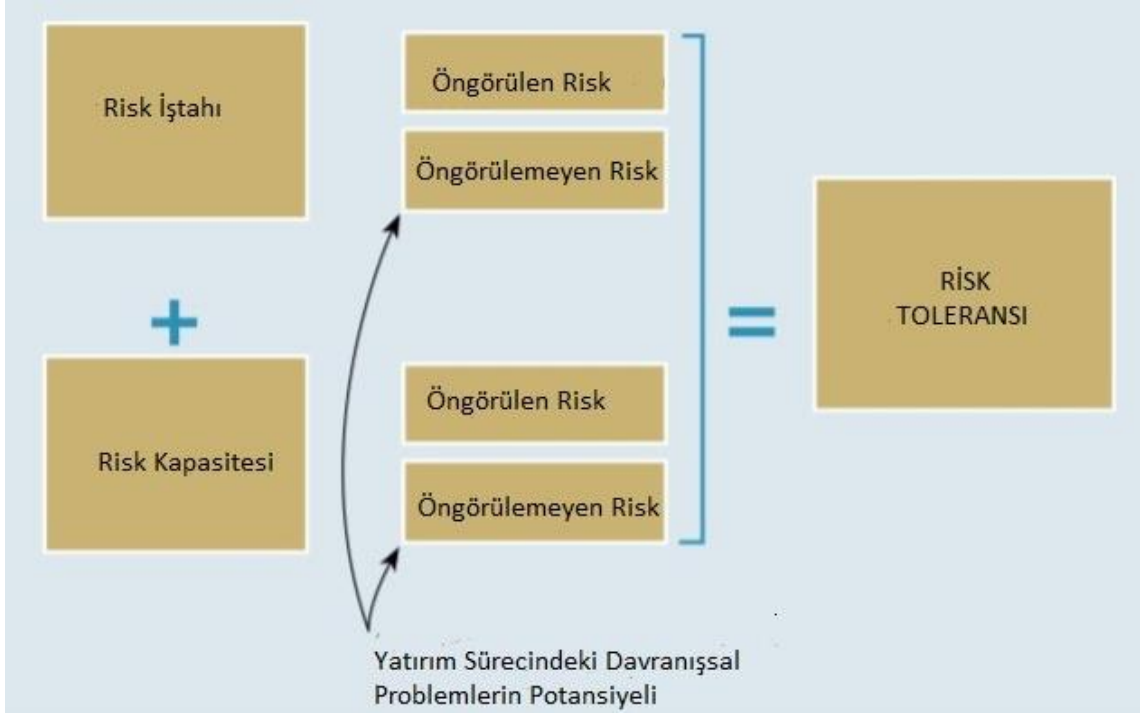 Risk İştahı
Öngörülen Risk
Öngörülemeyen Risk
+
Risk Kapasitesi
Öngörülen Risk
Öngörülemeyen Risk
=
RİSK
TOLERANSI
Yatırım Sürecindeki Davranışsal
Problemlerin Potansiyeli